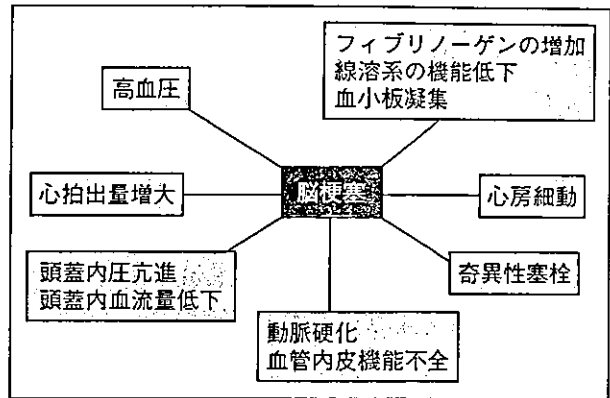 フィブリノーゲンの増加
線溶系の機能低下
血小板凝集
高血圧
脳梗塞
心拍出量増大
心房細動
頭蓋内圧亢進
頭蓋内血流量低下
奇異性塞栓
動脈硬化
血管内皮機能不全